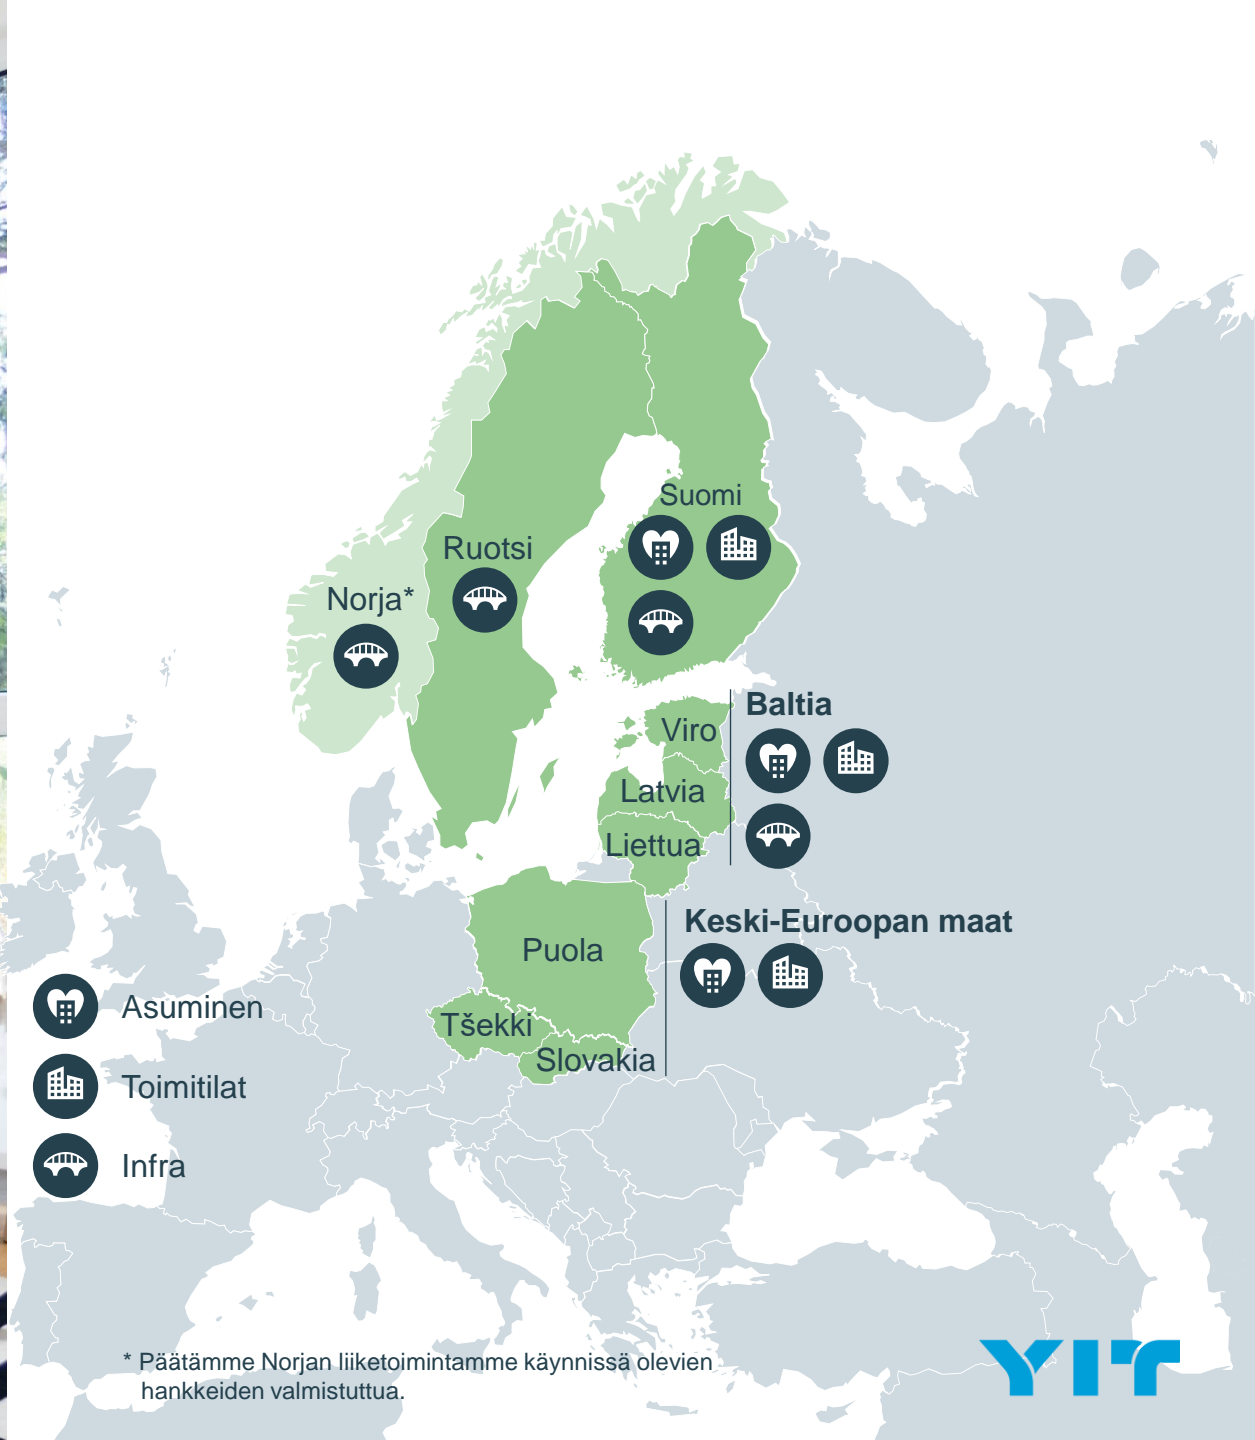 Suomi
Ruotsi
Norja*
Baltia
Viro
Latvia
Liettua
Keski-Euroopan maat
Puola
Tšekki
Slovakia
Asuminen
Toimitilat
Infra
* Päätämme Norjan liiketoimintamme käynnissä olevien
hankkeiden valmistuttua.
YIT